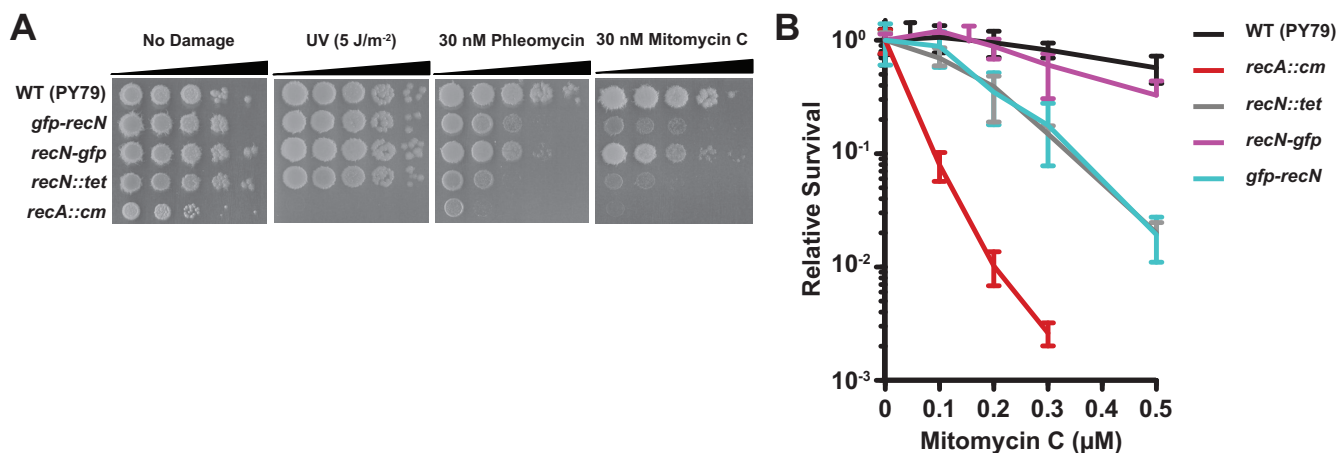 A
No Damage
UV (5 J/m⁻²)
30 nM Phleomycin
30 nM Mitomycin C
WT (PY79)
gfp-recN
recN-gfp
recN::tet
recA::cm
B
Relative Survival
10⁰
10⁻¹
10⁻²
10⁻³
0
0.1
0.2
0.3
0.4
0.5
Mitomycin C (µM)
WT (PY79)
recA::cm
recN::tet
recN-gfp
gfp-recN